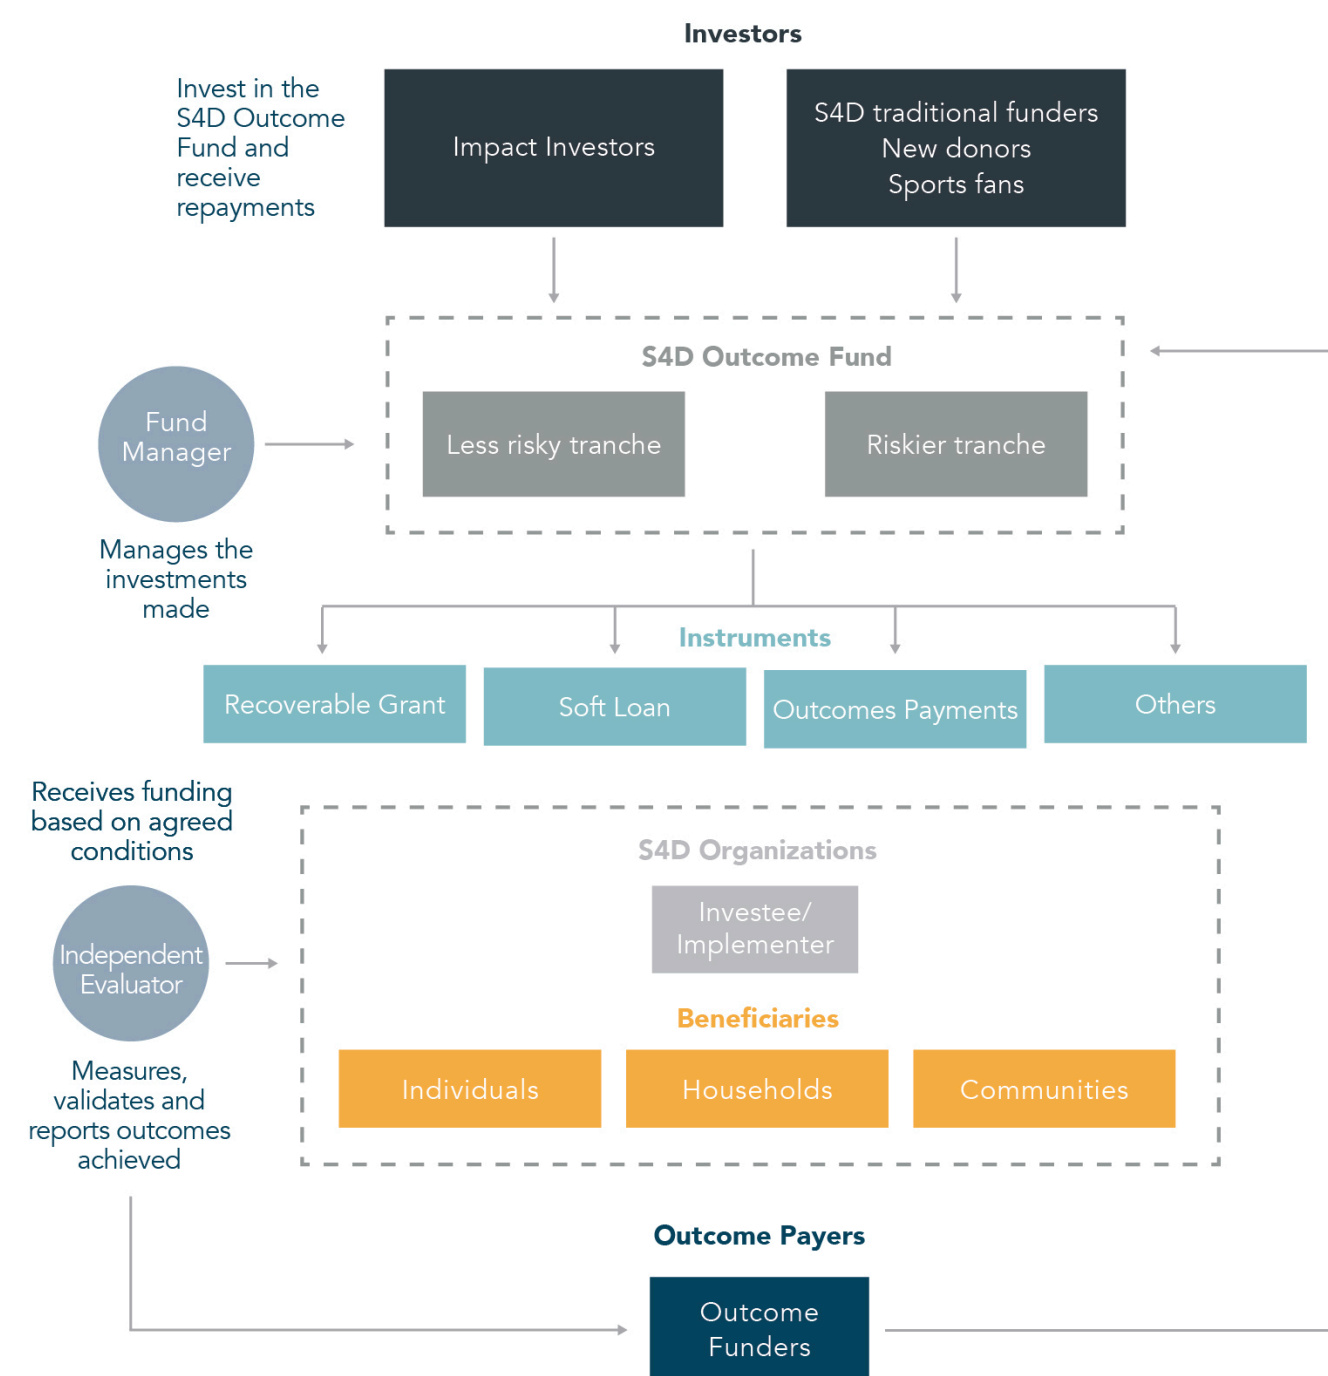 Investors
Invest in the
S4D Outcome
Fund and
receive
repayments
Impact Investors
S4D traditional funders
New donors
Sports fans
S4D Outcome Fund
Fund
Manager
Less risky tranche
Riskier tranche
Manages the
investments
made
Instruments
Recoverable Grant
Soft Loan
Outcomes Payments
Others
Receives funding
based on agreed
conditions
S4D Organizations
Investee/
Implementer
Independent
Evaluator
Beneficiaries
Individuals
Households
Communities
Measures,
validates and
reports outcomes
achieved
Outcome Payers
Outcome
Funders